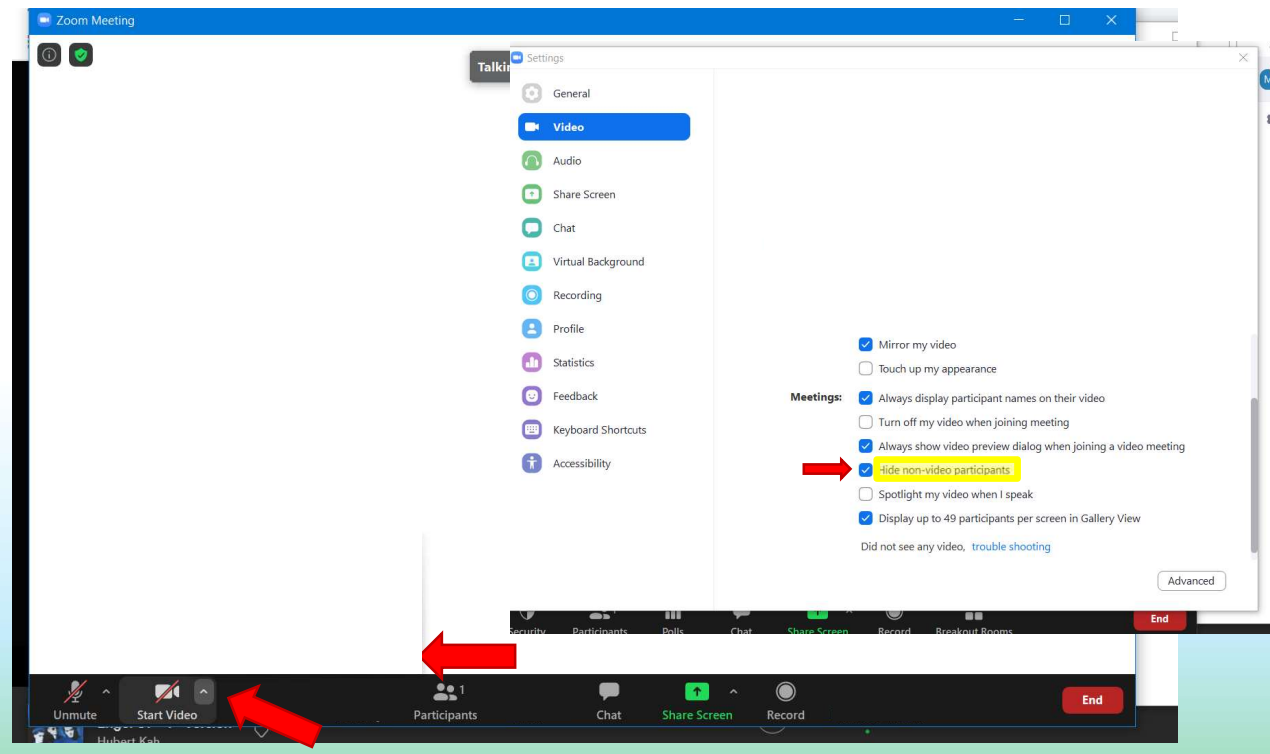 Zoom Meeting
Settings
General
Video
Audio
Share Screen
Chat
Virtual Background
Recording
Profile
Statistics
Feedback
Keyboard Shortcuts
Accessibility
Mirror my video
Touch up my appearance
Meetings: Always display participant names on their video
Turn off my video when joining meeting
Always show video preview dialog when joining a video meeting
Hide non-video participants
Spotlight my video when I speak
Display up to 49 participants per screen in Gallery View
Did not see any video, trouble shooting
Advanced
Security Participants Polls Chat Share Screen Record Breakout Rooms End
1
Unmute Start Video Participants Chat Share Screen Record End
Hubert Kah